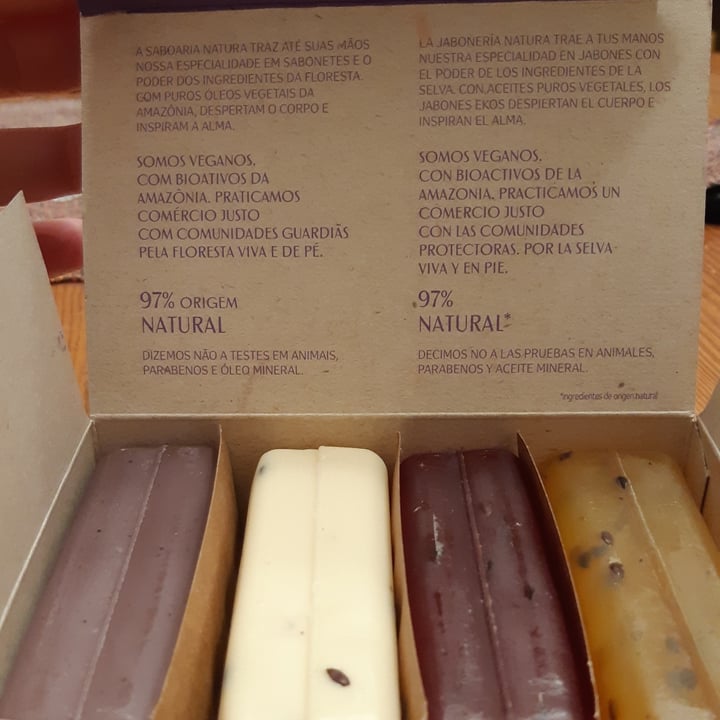 A SABOARIA NATURA TRAZ ATÉ SUAS MÃOS
NOSSA ESPECIALIDADE EM SABONETES E O
PODER DOS INGREDIENTES DA FLORESTA.
COM PUROS ÓLEOS VEGETAIS DA
AMAZÔNIA, DESPERTAM O CORPO E
INSPIRAM A ALMA.
SOMOS VEGANOS,
COM BIOATIVOS DA
AMAZÔNIA. PRATICAMOS
COMÉRCIO JUSTO
COM COMUNIDADES GUARDIÃS
PELA FLORESTA VIVA E DE PÉ.
97% ORIGEM
NATURAL
DIZEMOS NÃO A TESTES EM ANIMAIS,
PARABENOS E ÓLEO MINERAL.
LA JABONERÍA NATURA TRAE A TUS MANOS
NUESTRA ESPECIALIDAD EN JABONES CON
EL PODER DE LOS INGREDIENTES DE LA
SELVA. CON ACEITES PUROS VEGETALES, LOS
JABONES EKOS DESPIERTAN EL CUERPO E
INSPIRAN EL ALMA.
SOMOS VEGANOS,
CON BIOACTIVOS DE LA
AMAZONIA, PRACTICAMOS UN
COMERCIO JUSTO
CON LAS COMUNIDADES
PROTECTORAS. POR LA SELVA
VIVA Y EN PIE.
97%
NATURAL*
DECIMOS NO A LAS PRUEBAS EN ANIMALES,
PARABENOS Y ACEITE MINERAL.
*ingredientes de origen natural